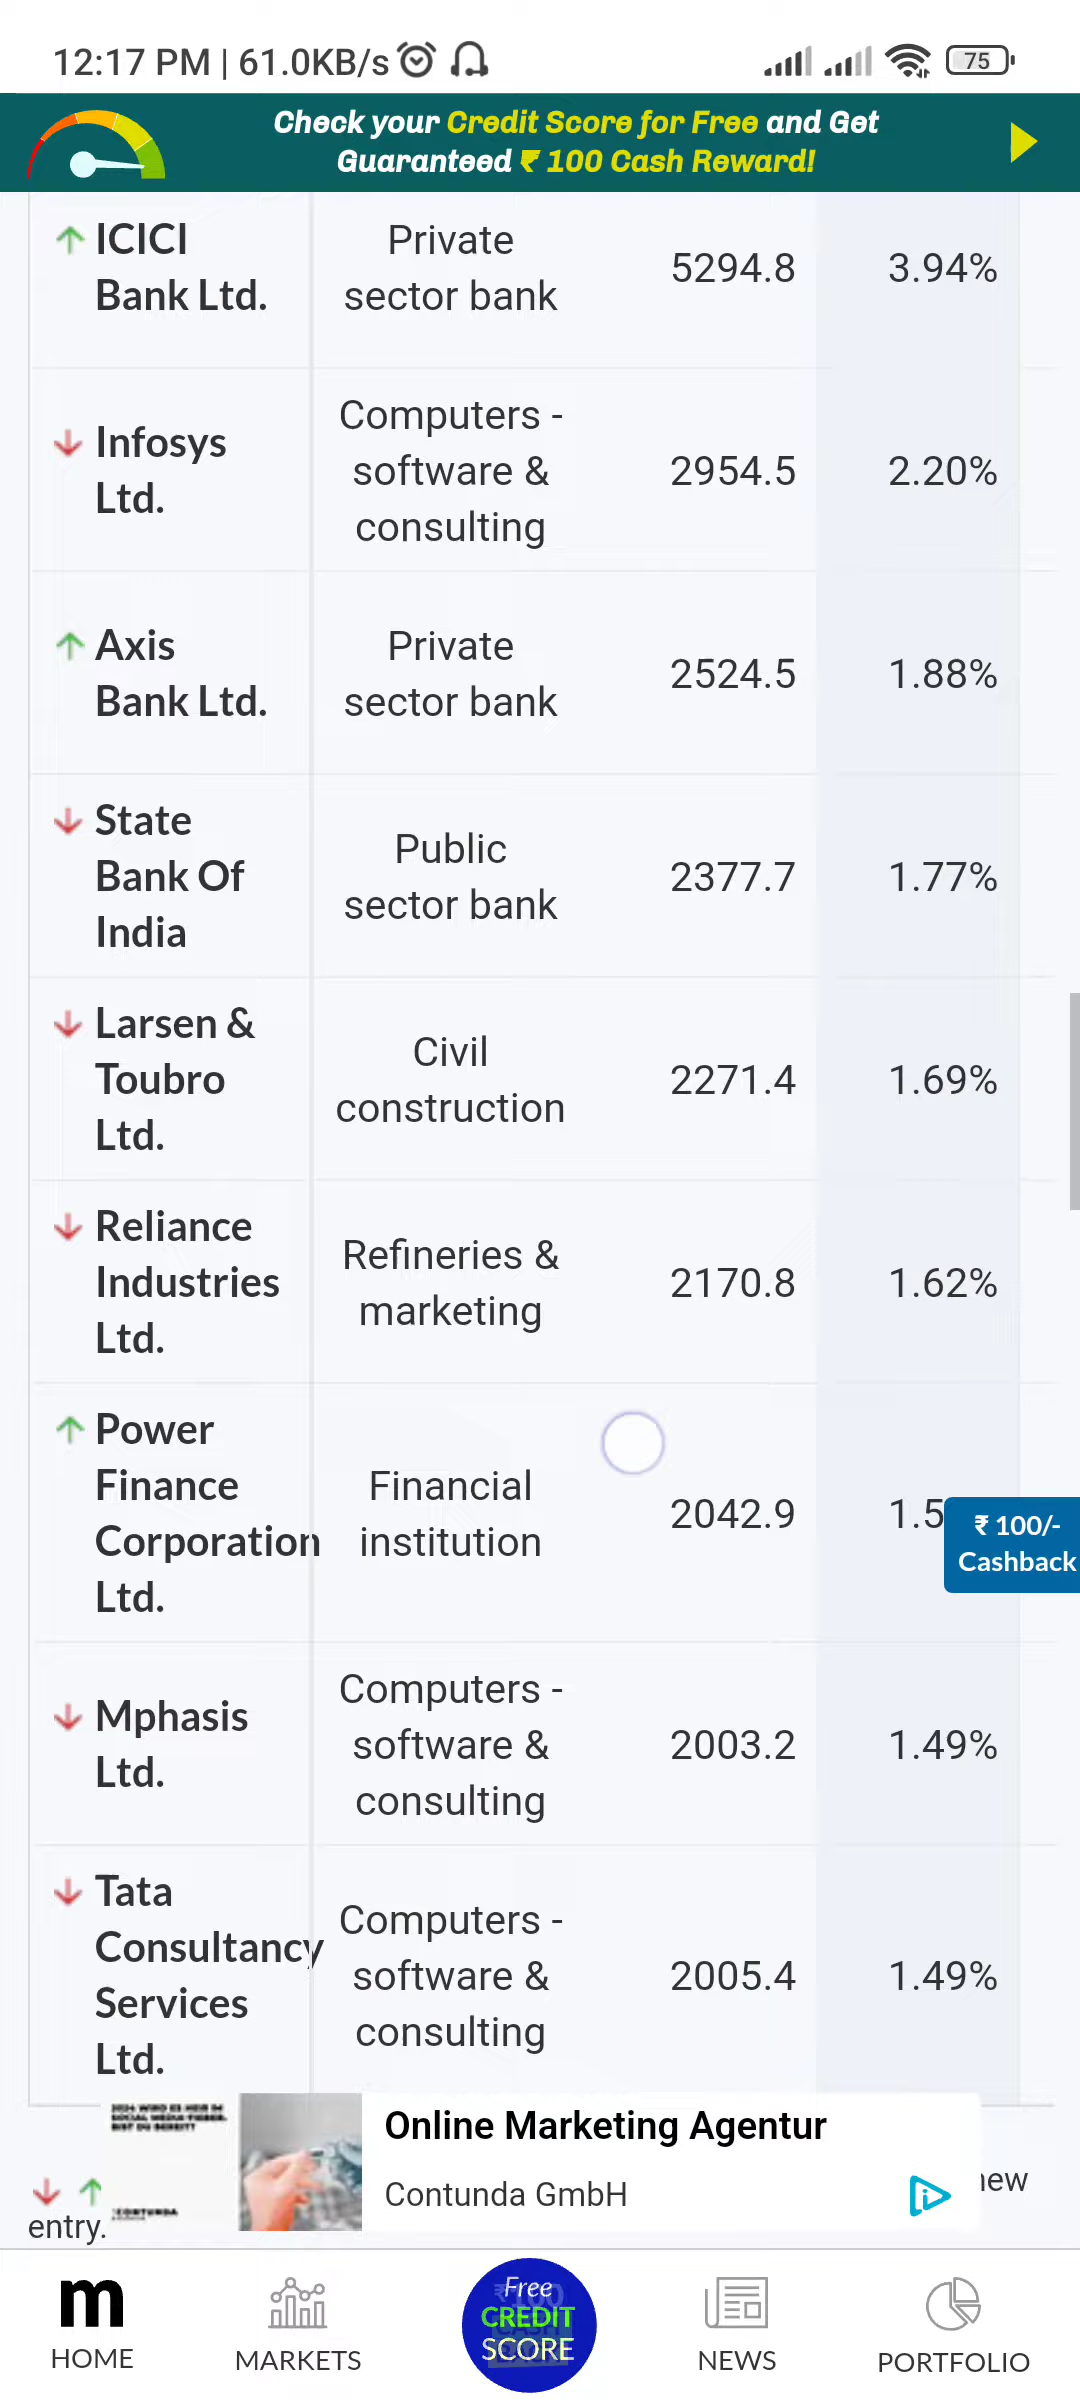 12:17 PM | 61.0KB/s
75
Check your Credit Score for Free and Get
Guaranteed ₹ 100 Cash Reward!
ICICI
Bank Ltd.
Private
sector bank
5294.8
3.94%
Infosys
Ltd.
Computers -
software &
consulting
2954.5
2.20%
Axis
Bank Ltd.
Private
sector bank
2524.5
1.88%
State
Bank Of
India
Public
sector bank
2377.7
1.77%
Larsen &
Toubro
Ltd.
Civil
construction
2271.4
1.69%
Reliance
Industries
Ltd.
Refineries &
marketing
2170.8
1.62%
Power
Finance
Corporation
Ltd.
Financial
institution
2042.9
1.5
₹ 100/-
Cashback
Mphasis
Ltd.
Computers -
software &
consulting
2003.2
1.49%
Tata
Consultancy
Services
Ltd.
Computers -
software &
consulting
2005.4
1.49%
Online Marketing Agentur
Contunda GmbH
new
entry.
m
HOME
MARKETS
Free
CREDIT
SCORE
NEWS
PORTFOLIO